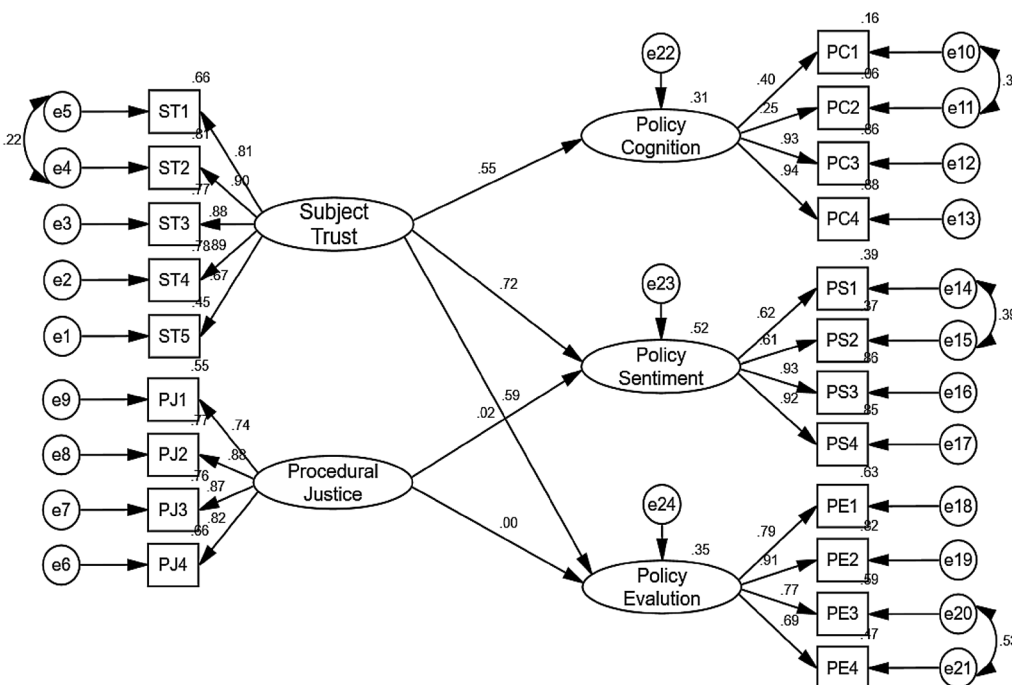 .16
e22
PC1
e10
.66
.40
.06
.3
.31
e5
ST1
.25
PC2
e11
.81
Policy
Cognition
.86
.22
.81
.93
PC3
e12
e4
ST2
.90
.55
.94
.88
.77
e3
ST3
.88
Subject
Trust
PC4
e13
.78
.89
.39
e2
ST4
.67
.72
e23
PS1
e14
.45
.62
.37
.39
e1
ST5
.52
.61
PS2
e15
.55
Policy
Sentiment
.86
.93
PS3
e16
e9
PJ1
.59
.92
.85
.77
.74
.02
PS4
e17
e8
PJ2
.88
.63
.76
Procedural
Justice
e24
PE1
e18
e7
PJ3
.87
.79
.82
.82
.00
.35
.91
PE2
e19
.66
Policy
Evalution
.59
e6
PJ4
.77
PE3
e20
.69
.47
.53
PE4
e21